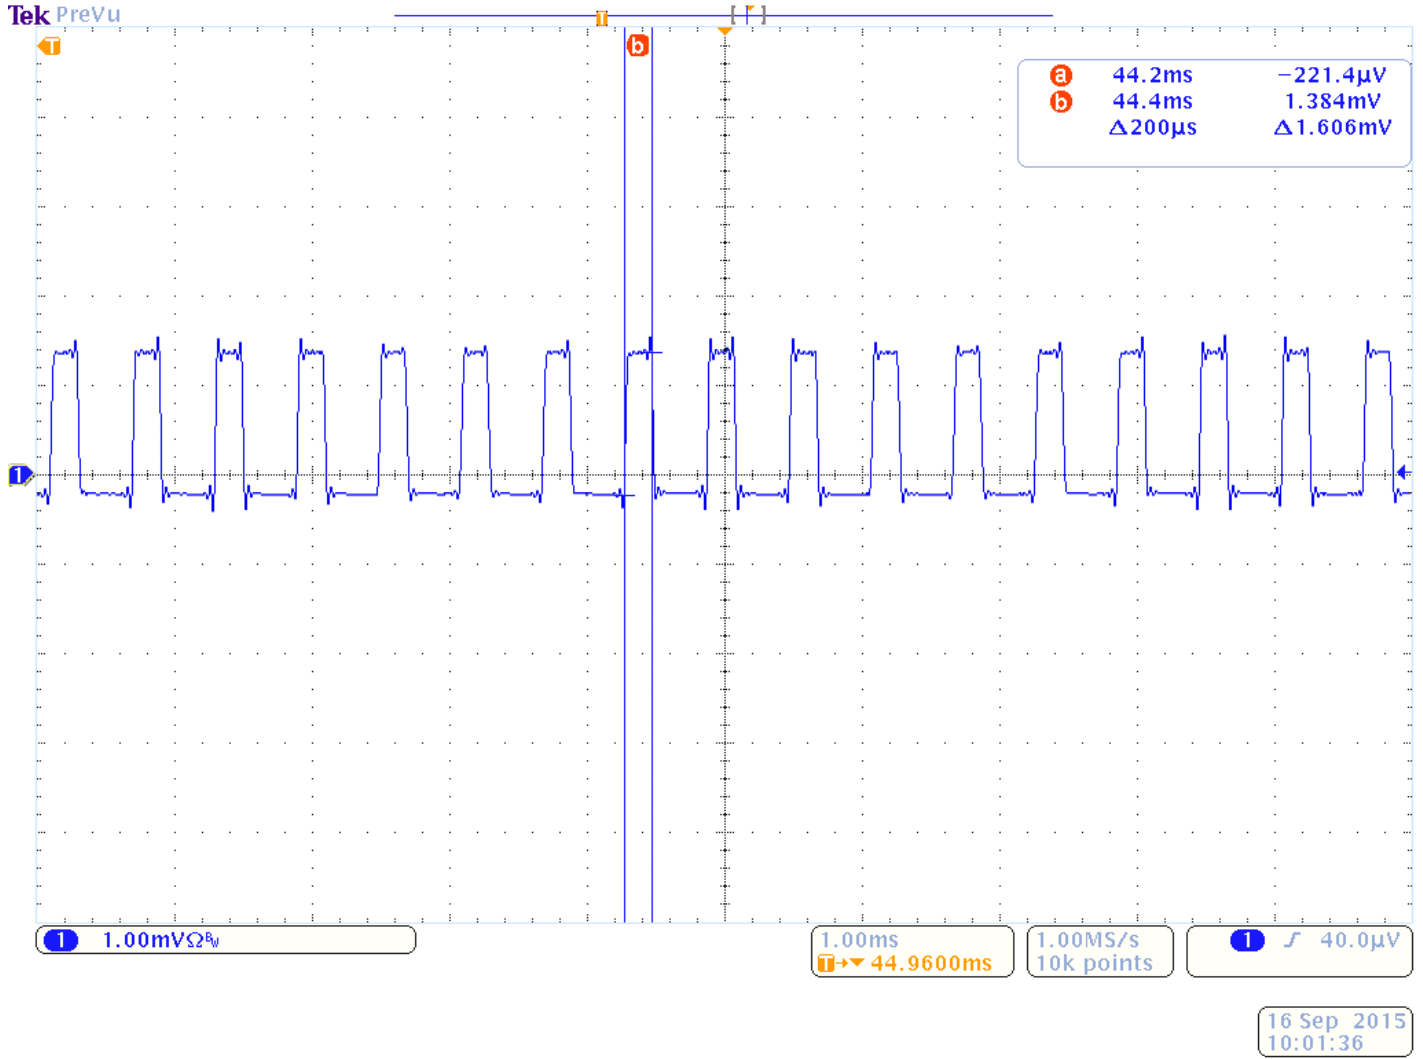 Tek PreVu
T
b
a 44.2ms −221.4µV
b 44.4ms 1.384mV
Δ200µs Δ1.606mV
1
1 1.00mVΩBW
1.00ms
T→▼ 44.9600ms
1.00MS/s
10k points
1 ∫ 40.0µV
16 Sep 2015
10:01:36